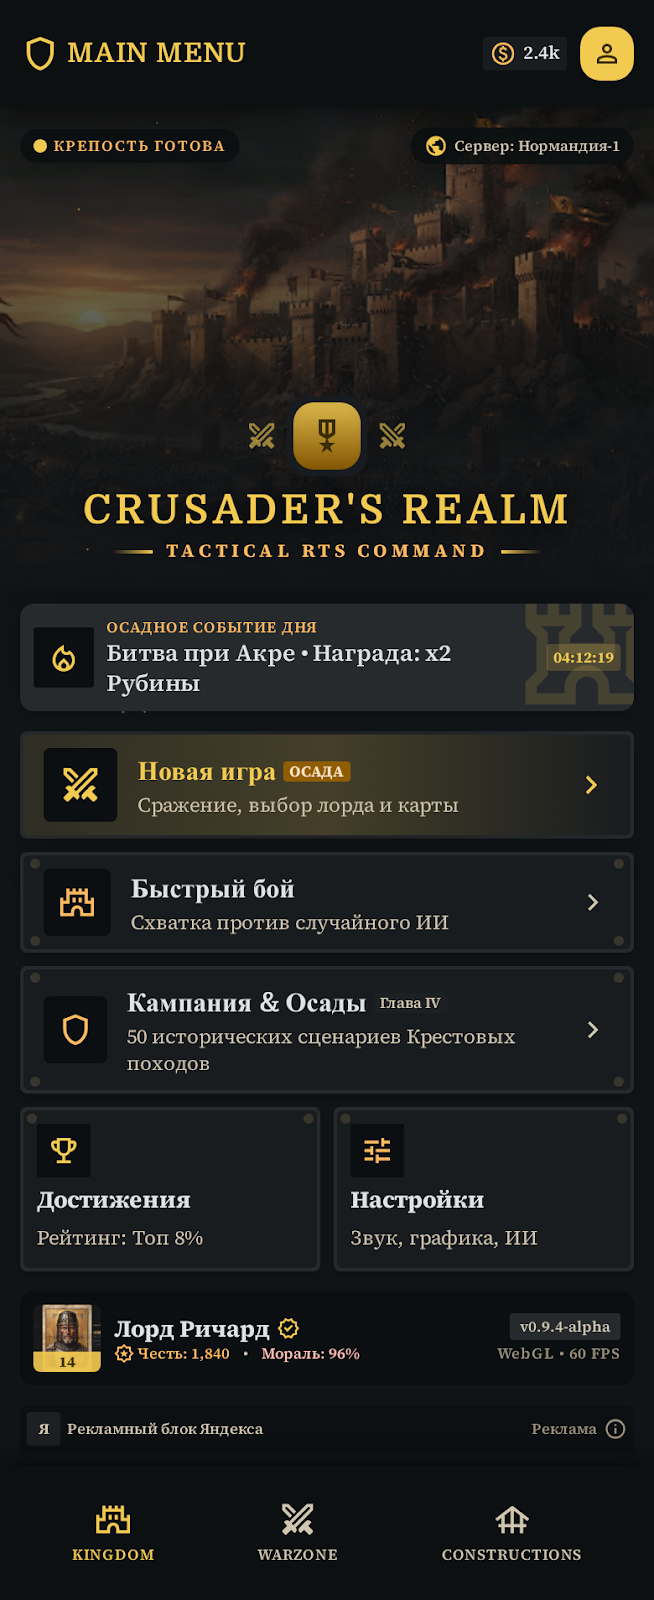 MAIN MENU
2.4k
КРЕПОСТЬ ГОТОВА
Сервер: Нормандия-1
CRUSADER'S REALM
TACTICAL RTS COMMAND
ОСАДНОЕ СОБЫТИЕ ДНЯ
Битва при Акре • Награда: x2
Рубины
04:12:19
Новая игра ОСАДА
Сражение, выбор лорда и карты
Быстрый бой
Схватка против случайного ИИ
Кампания & Осады Глава IV
50 исторических сценариев Крестовых
походов
Достижения
Рейтинг: Топ 8%
Настройки
Звук, графика, ИИ
14
Лорд Ричард
Честь: 1,840 • Мораль: 96%
v0.9.4-alpha
WebGL • 60 FPS
Я Рекламный блок Яндекса
Реклама
KINGDOM
WARZONE
CONSTRUCTIONS